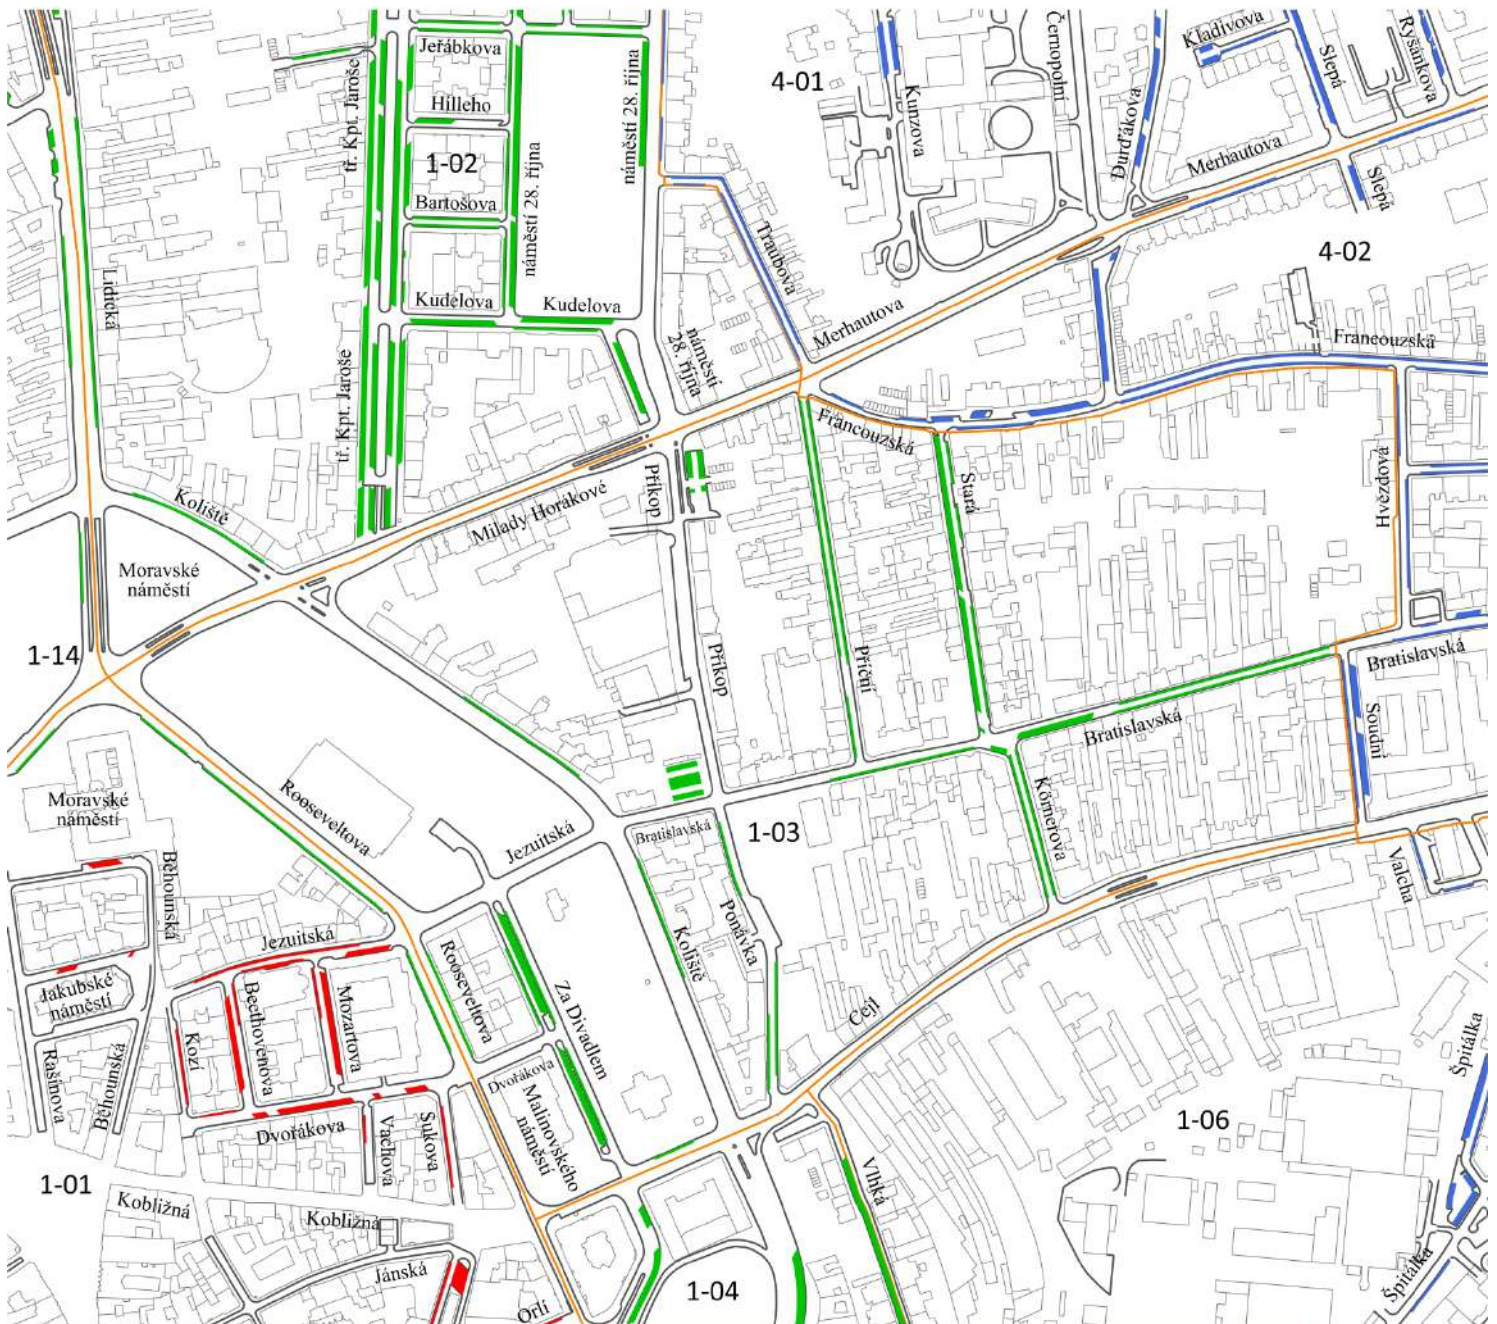 Jeřábkova
Hilleho
1-02
Bartošova
Kudelova
Kudelova
tř. Kpt. Jaroše
tř. Kpt. Jaroše
náměstí 28. října
náměstí 28. října
náměstí
28. října
4-01
Kunzova
Černopolní
Durďákova
Kladivova
Slepá
Ryšánkova
Merhautova
Slepá
4-02
Traubova
Merhautova
Francouzská
Francouzská
Lidická
Koliště
Milady Horákové
Příkop
Stará
Hvězdová
Moravské
náměstí
1-14
Příkop
Příční
Bratislavská
Bratislavská
Soudní
Moravské
náměstí
Rooseveltova
Jezuitská
Bratislavská
1-03
Körnerova
Valcha
Běhounská
Jezuitská
Rooseveltova
Za Divadlem
Koliště
Ponávka
Cejl
Jakubské
náměstí
Kozí
Beethovenova
Mozartova
Rašínova
Běhounská
Dvořákova
Vachova
Sukova
Dvořákova
Malinovského
náměstí
Vlhká
1-06
Špitálka
Špitálka
1-01
Kobližná
Kobližná
Jánská
Orlí
1-04